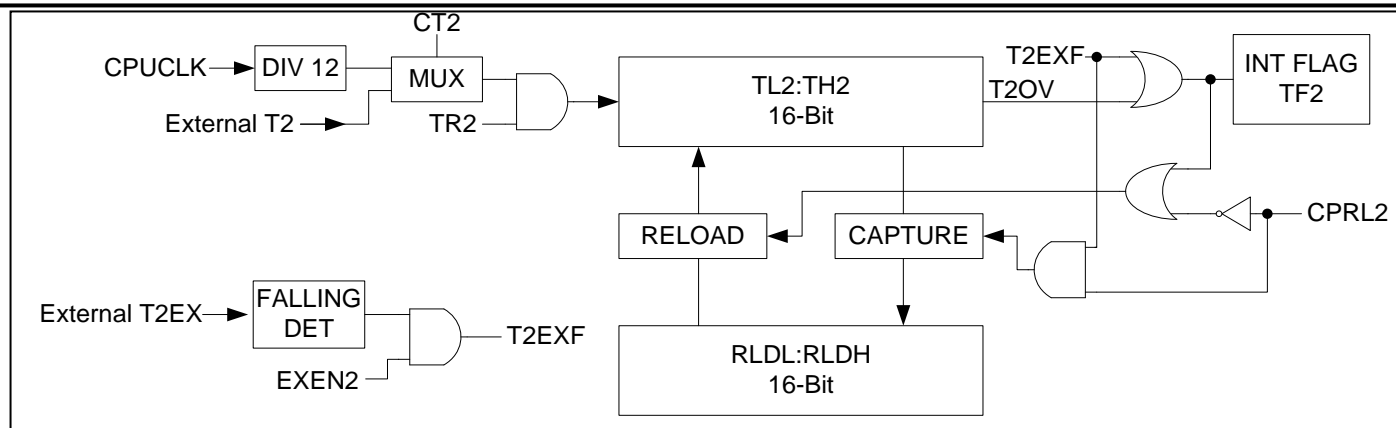 CT2
CPUCLK
DIV 12
MUX
External T2
TR2
TL2:TH2
16-Bit
T2EXF
T2OV
INT FLAG
TF2
RELOAD
CAPTURE
CPRL2
External T2EX
FALLING
DET
EXEN2
T2EXF
RLDL:RLDH
16-Bit